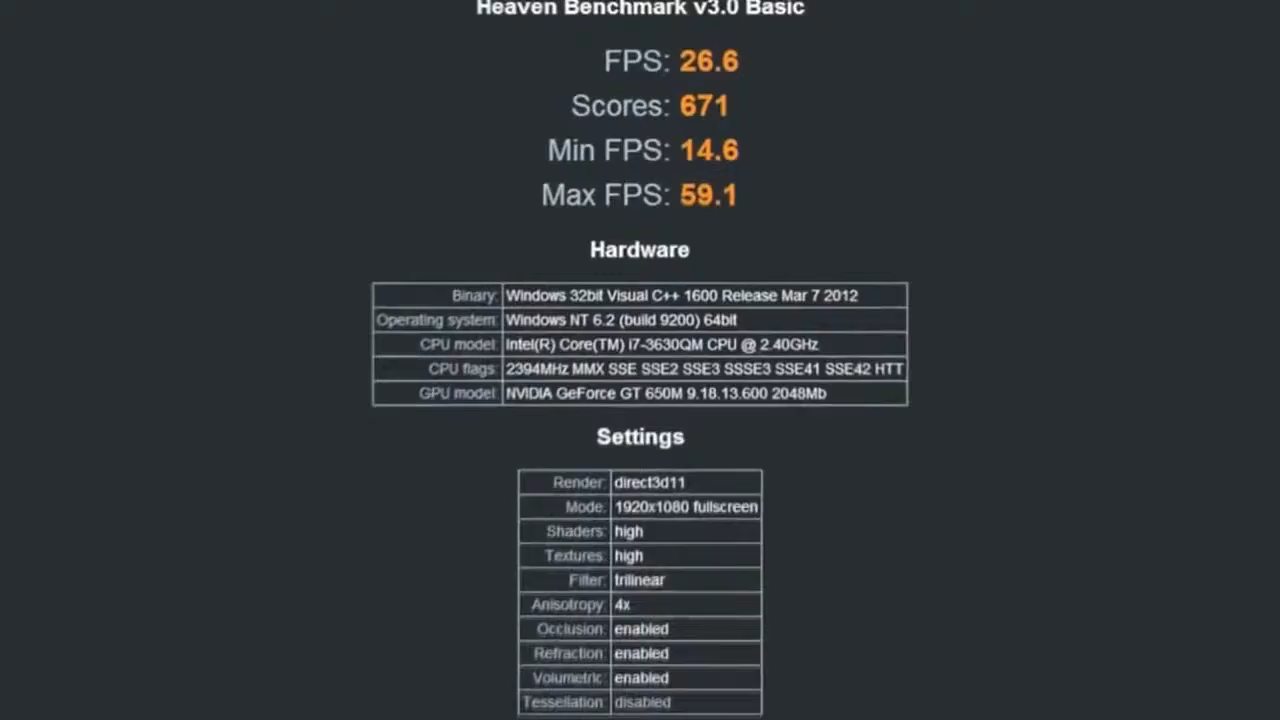 Heaven Benchmark v3.0 Basic
FPS: 26.6
Scores: 671
Min FPS: 14.6
Max FPS: 59.1
Hardware
Binary: Windows 32bit Visual C++ 1600 Release Mar 7 2012
Operating system: Windows NT 6.2 (build 9200) 64bit
CPU model: Intel(R) Core(TM) i7-3630QM CPU @ 2.40GHz
CPU flags: 2394MHz MMX SSE SSE2 SSE3 SSSE3 SSE41 SSE42 HTT
GPU model: NVIDIA GeForce GT 650M 9.18.13.600 2048Mb
Settings
Render: direct3d11
Mode: 1920x1080 fullscreen
Shaders: high
Textures: high
Filter: trilinear
Anisotropy: 4x
Occlusion: enabled
Refraction: enabled
Volumetric: enabled
Tessellation: disabled